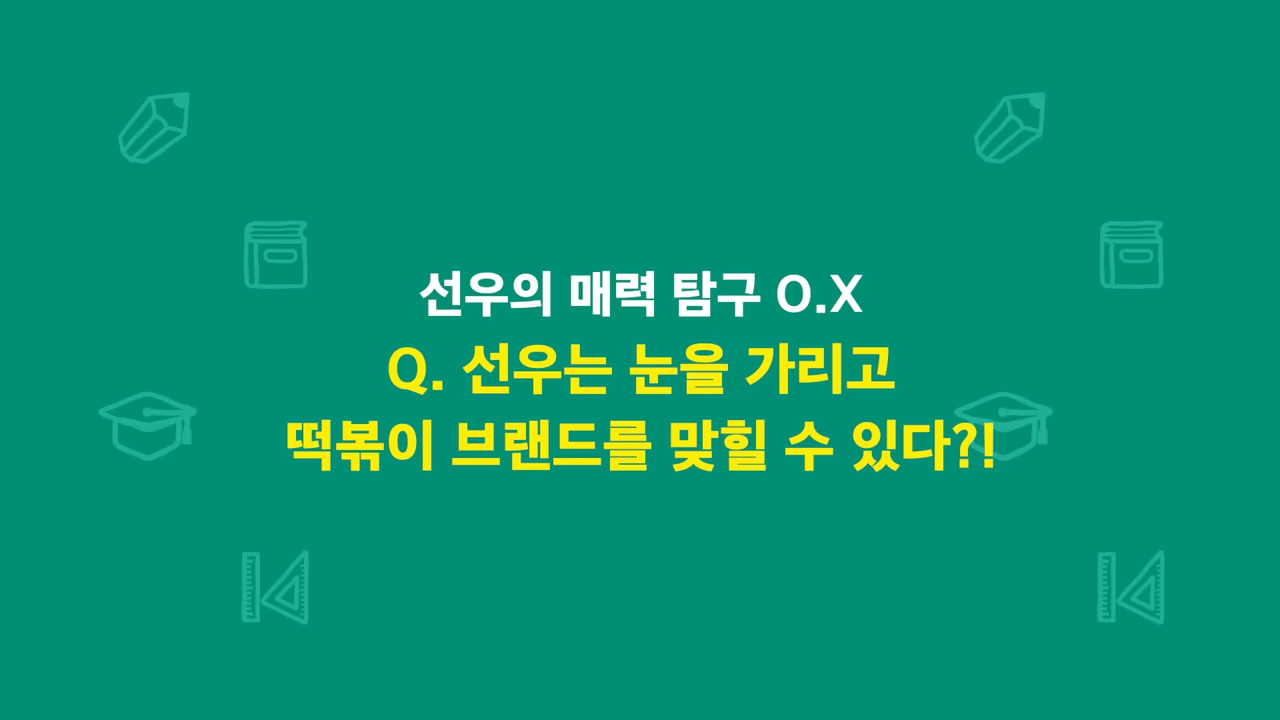 선우의 매력 탐구 O.X
Q. 선우는 눈을 가리고
떡볶이 브랜드를 맞힐 수 있다?!